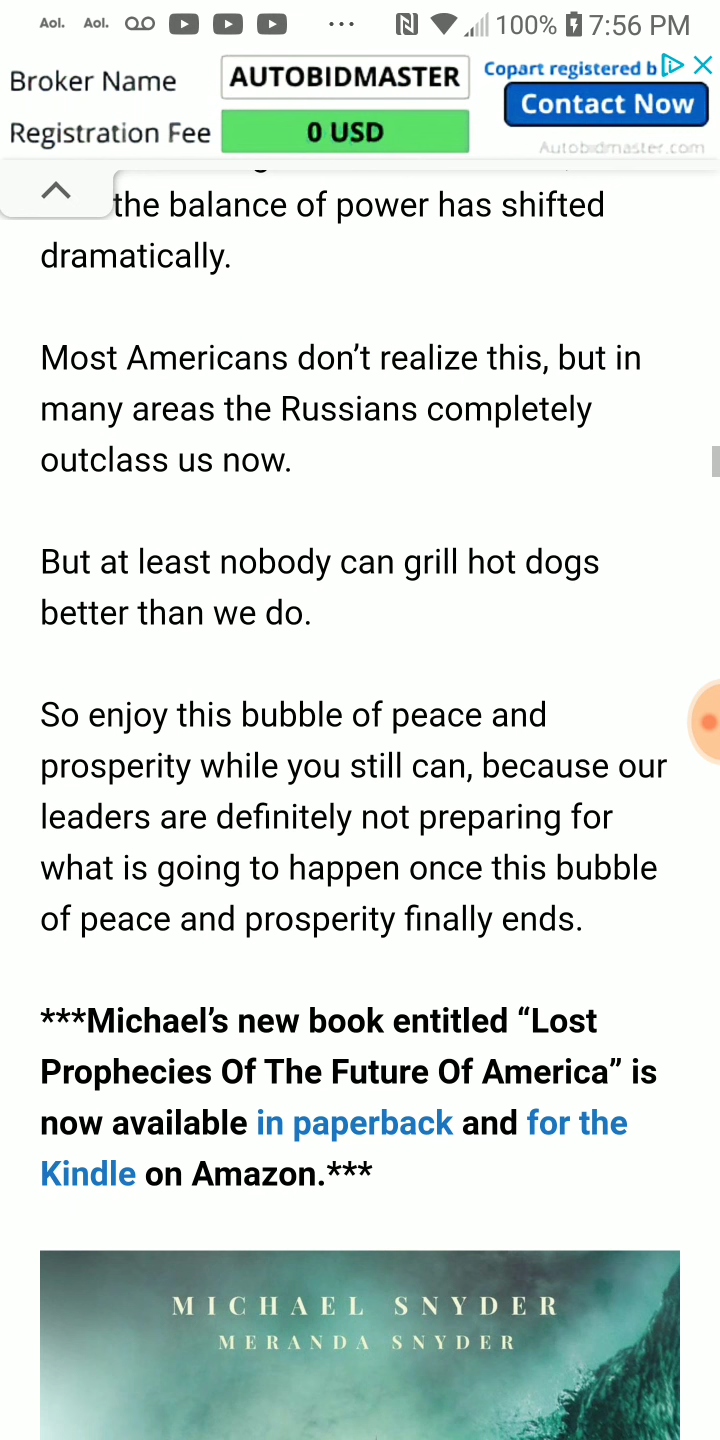 Aol. Aol. ... 100% 7:56 PM
Broker Name AUTOBIDMASTER Copart registered b
Contact Now
Registration Fee 0 USD
Autobidmaster.com
the balance of power has shifted
dramatically.
Most Americans don’t realize this, but in
many areas the Russians completely
outclass us now.
But at least nobody can grill hot dogs
better than we do.
So enjoy this bubble of peace and
prosperity while you still can, because our
leaders are definitely not preparing for
what is going to happen once this bubble
of peace and prosperity finally ends.
***Michael’s new book entitled “Lost
Prophecies Of The Future Of America” is
now available in paperback and for the
Kindle on Amazon.***
MICHAEL SNYDER
MERANDA SNYDER